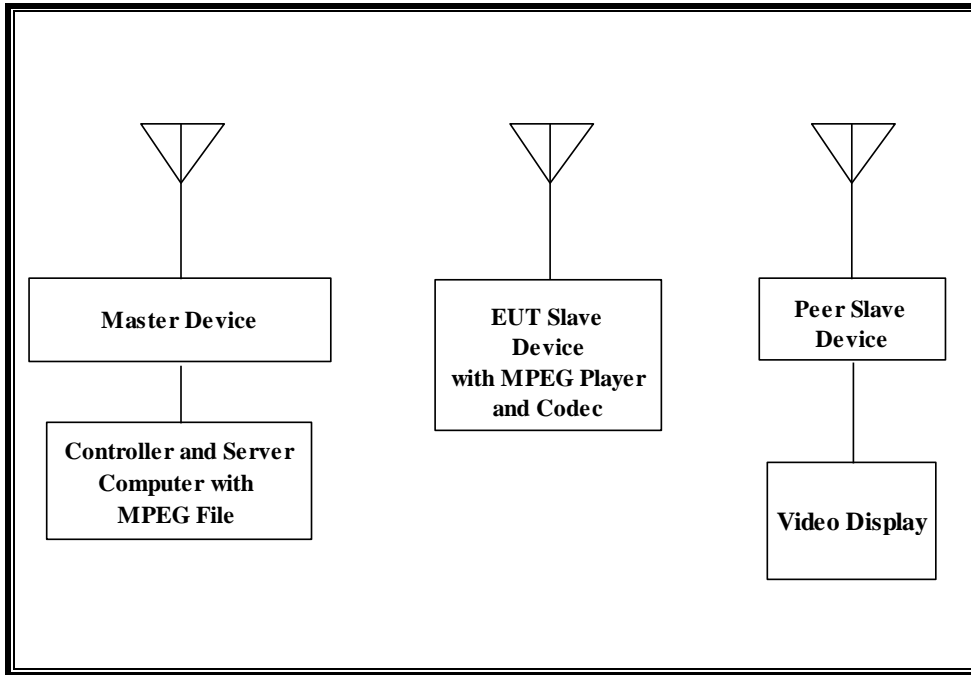 Master Device
Controller and Server
Computer with
MPEG File
EUT Slave
Device
with MPEG Player
and Codec
Peer Slave
Device
Video Display